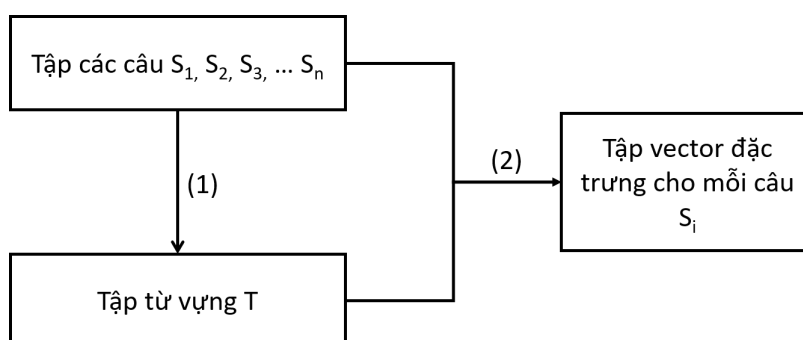 Tập các câu S1, S2, S3, ... Sn
(1)
(2)
Tập vector đặc
trưng cho mỗi câu
Si
Tập từ vựng T